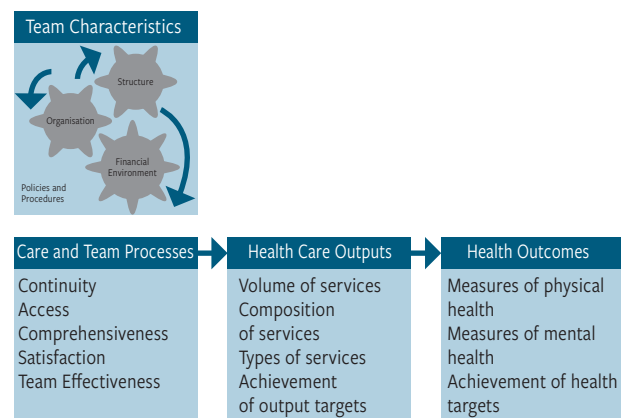 Team Characteristics
Structure
Organisation
Financial
Environment
Policies and
Procedures
Care and Team Processes
Continuity
Access
Comprehensiveness
Satisfaction
Team Effectiveness
Health Care Outputs
Volume of services
Composition
of services
Types of services
Achievement
of output targets
Health Outcomes
Measures of physical
health
Measures of mental
health
Achievement of health
targets